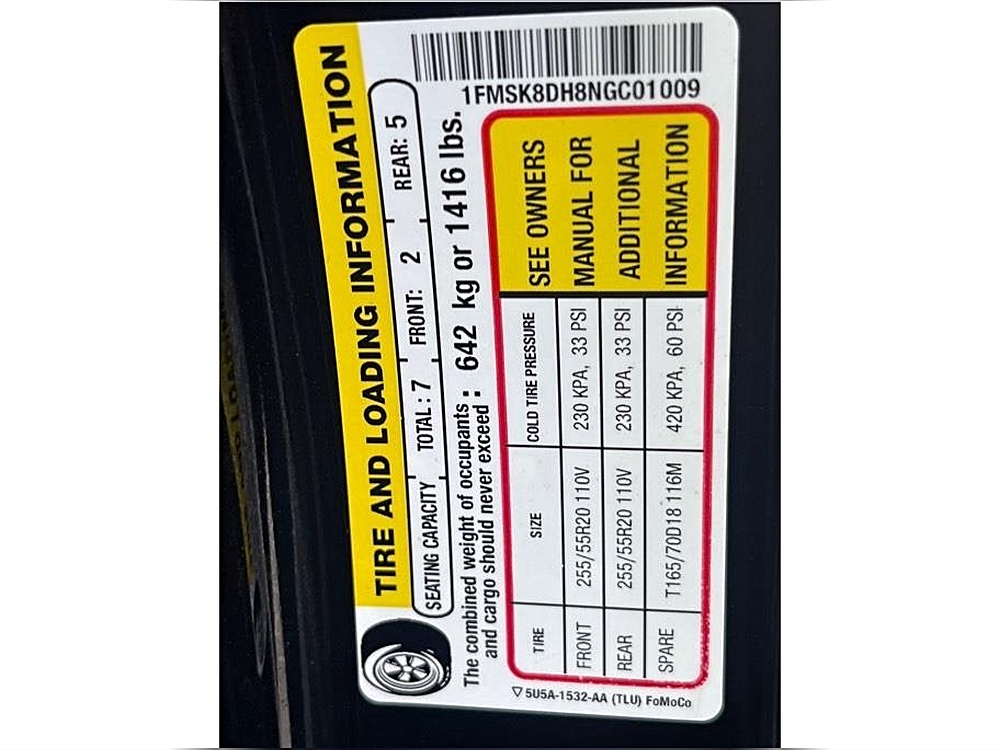 TIRE AND LOADING INFORMATION
SEATING CAPACITY TOTAL : 7 FRONT: 2 REAR: 5
The combined weight of occupants
and cargo should never exceed : 642 kg or 1416 lbs.
1FMSK8DH8NGC01009
TIRE SIZE COLD TIRE PRESSURE
FRONT 255/55R20 110V 230 KPA, 33 PSI
REAR 255/55R20 110V 230 KPA, 33 PSI
SPARE T165/70D18 116M 420 KPA, 60 PSI
SEE OWNERS
MANUAL FOR
ADDITIONAL
INFORMATION
5U5A-1532-AA (TLU) FoMoCo